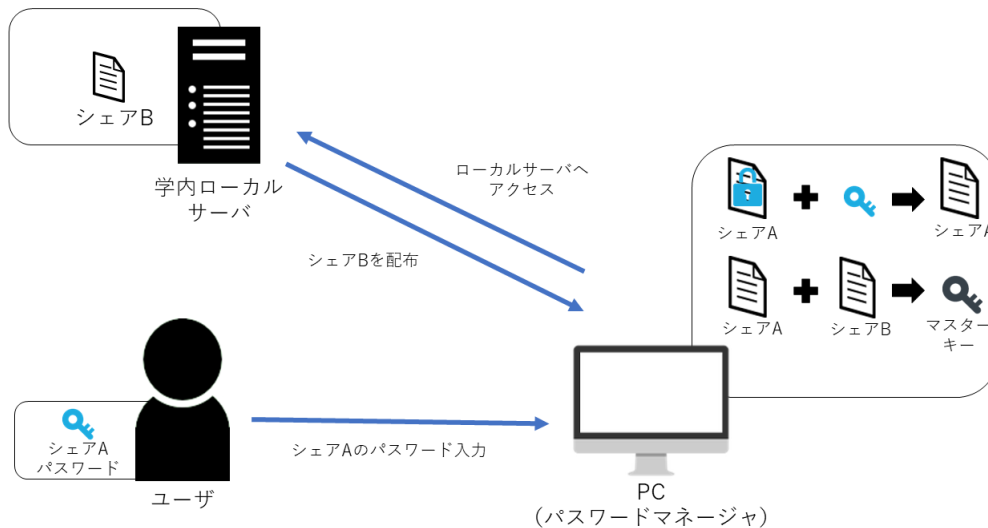 シェアB
学内ローカル
サーバ
ローカルサーバへ
アクセス
シェアBを配布
シェアA
シェアA
シェアA
シェアB
マスター
キー
シェアA
パスワード
ユーザ
シェアAのパスワード入力
PC
(パスワードマネージャ)